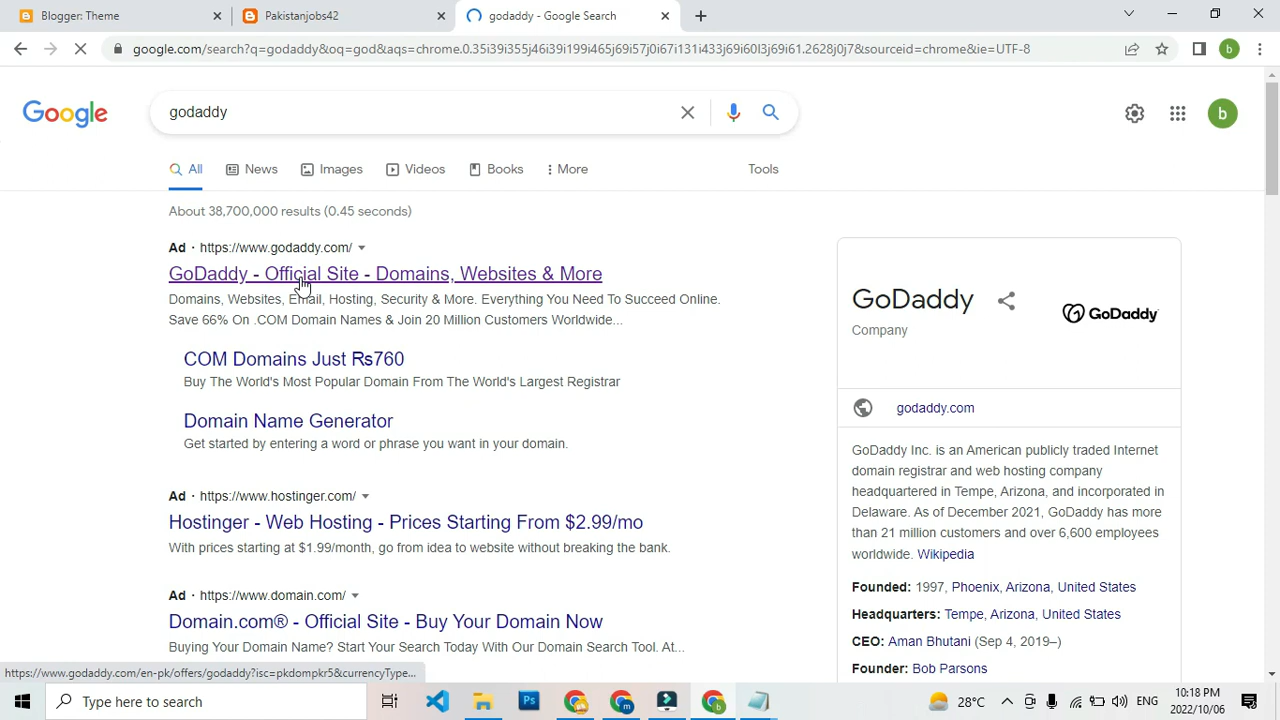 Blogger: Theme
Pakistanjobs42
godaddy - Google Search
google.com/search?q=godaddy&oq=god&aqs=chrome.0.35i39i355j46i39i199i465j69i57j0i67i131i433j69i60l3j69i61.2628j0j7&sourceid=chrome&ie=UTF-8
b
Google
godaddy
b
All
News
Images
Videos
Books
More
Tools
About 38,700,000 results (0.45 seconds)
Ad · https://www.godaddy.com/
GoDaddy - Official Site - Domains, Websites & More
Domains, Websites, Email, Hosting, Security & More. Everything You Need To Succeed Online.
Save 66% On .COM Domain Names & Join 20 Million Customers Worldwide...
COM Domains Just Rs760
Buy The World's Most Popular Domain From The World's Largest Registrar
Domain Name Generator
Get started by entering a word or phrase you want in your domain.
Ad · https://www.hostinger.com/
Hostinger - Web Hosting - Prices Starting From $2.99/mo
With prices starting at $1.99/month, go from idea to website without breaking the bank.
Ad · https://www.domain.com/
Domain.com® - Official Site - Buy Your Domain Now
Buying Your Domain Name? Start Your Search Today With Our Domain Search Tool. At...
GoDaddy
Company
GoDaddy
godaddy.com
GoDaddy Inc. is an American publicly traded Internet
domain registrar and web hosting company
headquartered in Tempe, Arizona, and incorporated in
Delaware. As of December 2021, GoDaddy has more
than 21 million customers and over 6,600 employees
worldwide. Wikipedia
Founded: 1997, Phoenix, Arizona, United States
Headquarters: Tempe, Arizona, United States
CEO: Aman Bhutani (Sep 4, 2019–)
Founder: Bob Parsons
https://www.godaddy.com/en-pk/offers/godaddy?isc=pkdompkr5&currencyType...
Type here to search
Ps
m
b
28°C
ENG
10:18 PM
2022/10/06